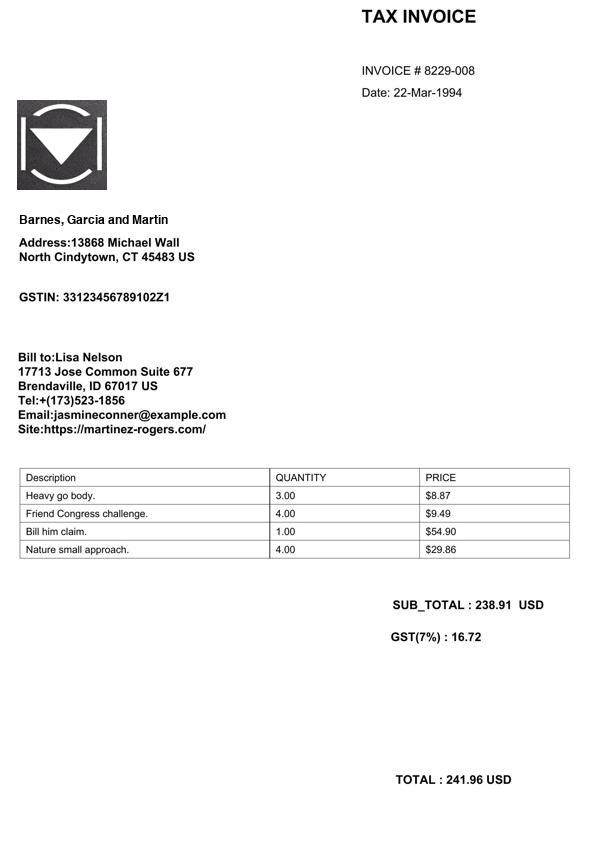 TAX INVOICE
INVOICE # 8229-008
Date: 22-Mar-1994
Barnes, Garcia and Martin
Address:13868 Michael Wall
North Cindytown, CT 45483 US
GSTIN: 33123456789102Z1
Bill to:Lisa Nelson
17713 Jose Common Suite 677
Brendaville, ID 67017 US
Tel:+(173)523-1856
Email:jasmineconner@example.com
Site:https://martinez-rogers.com/
Description QUANTITY PRICE
Heavy go body. 3.00 $8.87
Friend Congress challenge. 4.00 $9.49
Bill him claim. 1.00 $54.90
Nature small approach. 4.00 $29.86
SUB_TOTAL : 238.91 USD
GST(7%) : 16.72
TOTAL : 241.96 USD